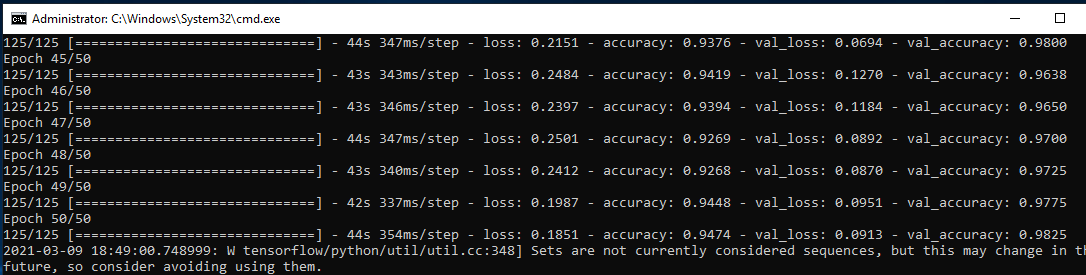 Administrator: C:\Windows\System32\cmd.exe
125/125 [==============================] - 44s 347ms/step - loss: 0.2151 - accuracy: 0.9376 - val_loss: 0.0694 - val_accuracy: 0.9800
Epoch 45/50
125/125 [==============================] - 43s 343ms/step - loss: 0.2484 - accuracy: 0.9419 - val_loss: 0.1270 - val_accuracy: 0.9638
Epoch 46/50
125/125 [==============================] - 43s 346ms/step - loss: 0.2397 - accuracy: 0.9394 - val_loss: 0.1184 - val_accuracy: 0.9650
Epoch 47/50
125/125 [==============================] - 44s 347ms/step - loss: 0.2501 - accuracy: 0.9269 - val_loss: 0.0892 - val_accuracy: 0.9700
Epoch 48/50
125/125 [==============================] - 43s 340ms/step - loss: 0.2412 - accuracy: 0.9268 - val_loss: 0.0870 - val_accuracy: 0.9725
Epoch 49/50
125/125 [==============================] - 42s 337ms/step - loss: 0.1987 - accuracy: 0.9448 - val_loss: 0.0951 - val_accuracy: 0.9775
Epoch 50/50
125/125 [==============================] - 44s 354ms/step - loss: 0.1851 - accuracy: 0.9474 - val_loss: 0.0913 - val_accuracy: 0.9825
2021-03-09 18:49:00.748999: W tensorflow/python/util/util.cc:348] Sets are not currently considered sequences, but this may change in th
future, so consider avoiding using them.